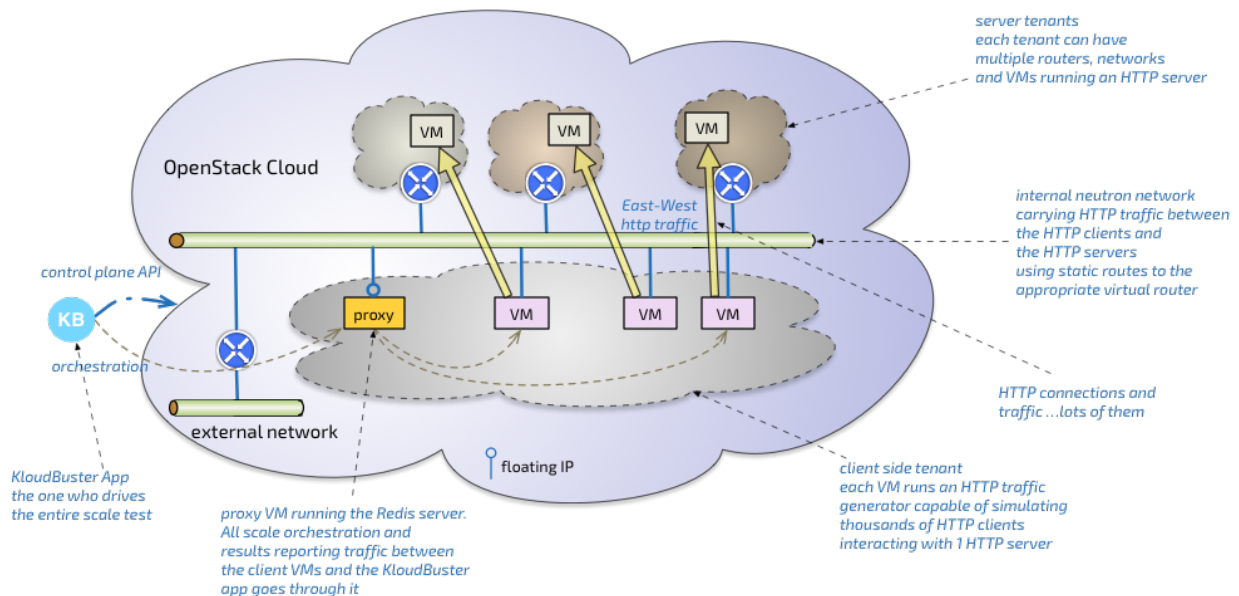 server tenants
each tenant can have
multiple routers, networks
and VMs running an HTTP server
VM
VM
VM
OpenStack Cloud
East-West
http traffic
internal neutron network
carrying HTTP traffic between
the HTTP clients and
the HTTP servers
using static routes to the
appropriate virtual router
control plane API
KB
proxy
VM
VM
VM
orchestration
external network
HTTP connections and
traffic ...lots of them
floating IP
KloudBuster App
the one who drives
the entire scale test
proxy VM running the Redis server.
All scale orchestration and
results reporting traffic between
the client VMs and the KloudBuster
app goes through it
client side tenant
each VM runs an HTTP traffic
generator capable of simulating
thousands of HTTP clients
interacting with 1 HTTP server